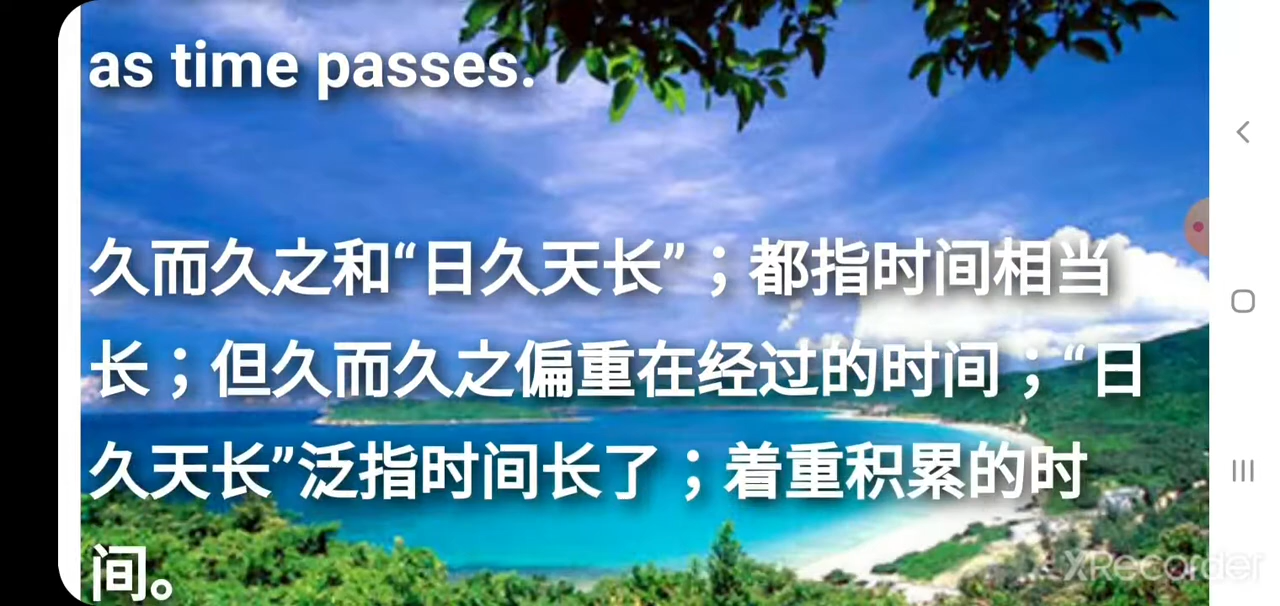 as time passes.
久而久之和“日久天长”；都指时间相当
长；但久而久之偏重在经过的时间；“日
久天长”泛指时间长了；着重积累的时
间。
XRecorder